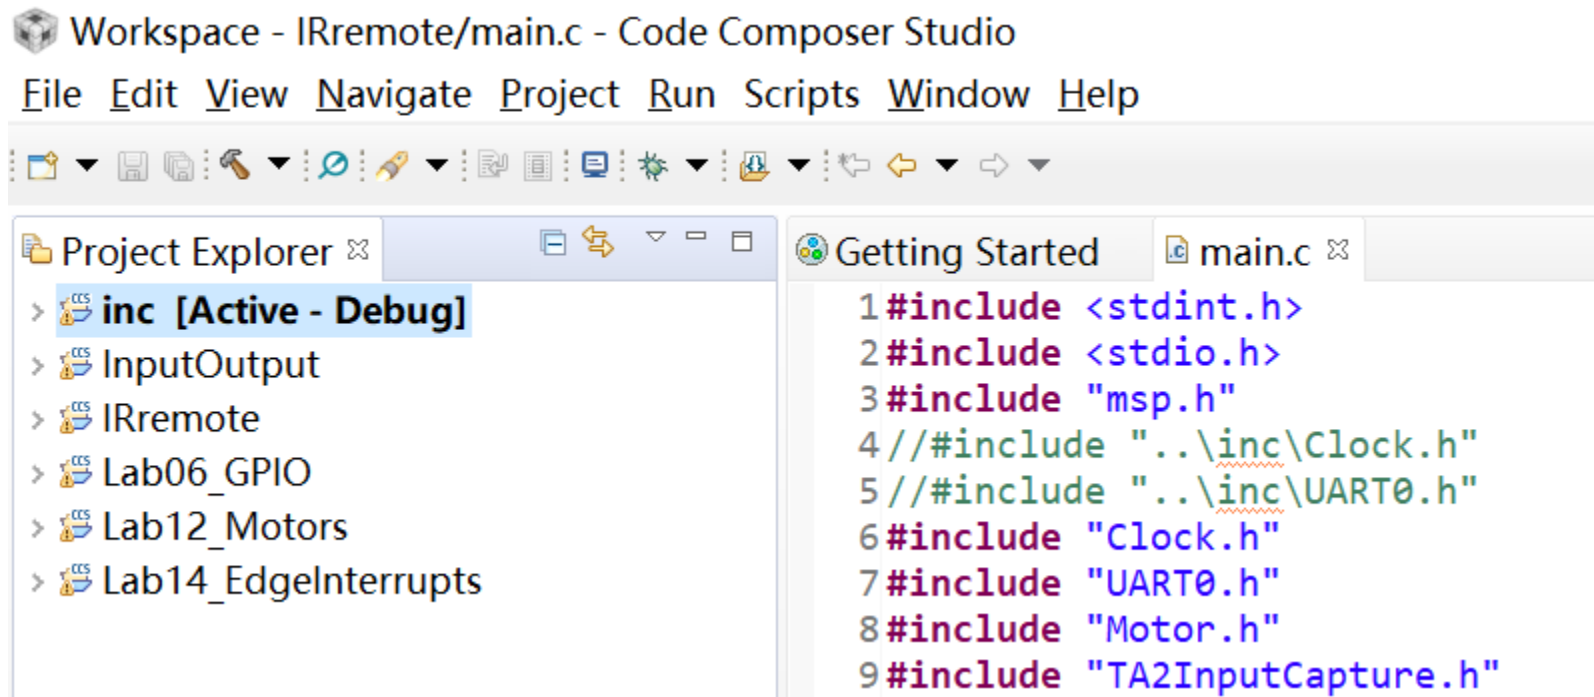 Workspace - IRremote/main.c - Code Composer Studio
File Edit View Navigate Project Run Scripts Window Help
Project Explorer
inc [Active - Debug]
InputOutput
IRremote
Lab06_GPIO
Lab12_Motors
Lab14_EdgeInterrupts
Getting Started main.c
1 #include <stdint.h>
2 #include <stdio.h>
3 #include "msp.h"
4 //#include "..\inc\Clock.h"
5 //#include "..\inc\UART0.h"
6 #include "Clock.h"
7 #include "UART0.h"
8 #include "Motor.h"
9 #include "TA2InputCapture.h"